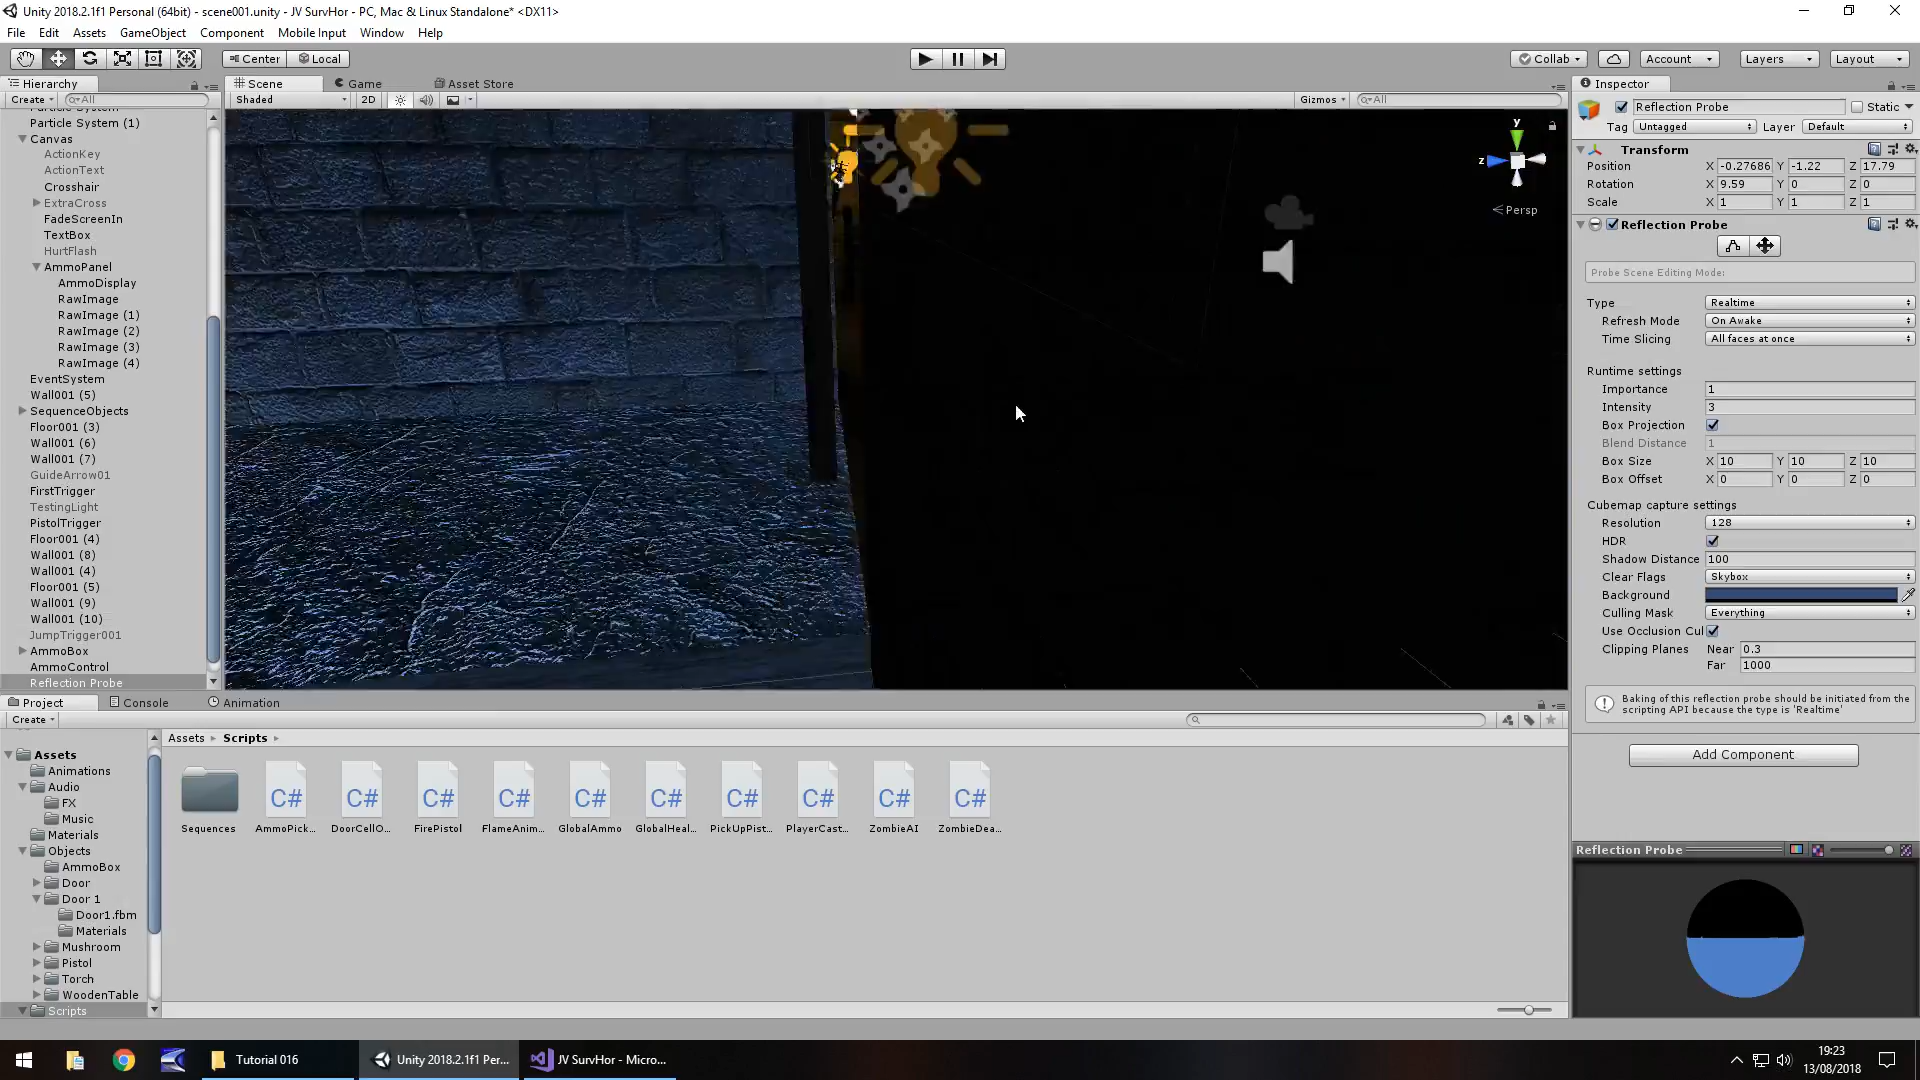 Unity 2018.2.1f1 Personal (64bit) - scene001.unity - JV SurvHor - PC, Mac & Linux Standalone* <DX11>
File Edit Assets GameObject Component Mobile Input Window Help
Center Local Collab Account Layers Layout
Hierarchy
Create All
Particle System
Particle System (1)
Canvas
ActionKey
ActionText
Crosshair
ExtraCross
FadeScreenIn
TextBox
HurtFlash
AmmoPanel
AmmoDisplay
RawImage
RawImage (1)
RawImage (2)
RawImage (3)
RawImage (4)
EventSystem
Wall001 (5)
SequenceObjects
Floor001 (3)
Wall001 (6)
Wall001 (7)
GuideArrow01
FirstTrigger
TestingLight
PistolTrigger
Floor001 (4)
Wall001 (8)
Wall001 (4)
Floor001 (5)
Wall001 (9)
Wall001 (10)
JumpTrigger001
AmmoBox
AmmoControl
Reflection Probe
Scene Game Asset Store
Shaded 2D Gizmos All
y
z
Persp
Inspector
Reflection Probe Static
Tag Untagged Layer Default
Transform
Position X -0.27686 Y -1.22 Z 17.79
Rotation X 9.59 Y 0 Z 0
Scale X 1 Y 1 Z 1
Reflection Probe
Probe Scene Editing Mode:
Type Realtime
Refresh Mode On Awake
Time Slicing All faces at once
Runtime settings
Importance 1
Intensity 3
Box Projection
Blend Distance 1
Box Size X 10 Y 10 Z 10
Box Offset X 0 Y 0 Z 0
Cubemap capture settings
Resolution 128
HDR
Shadow Distance 100
Clear Flags Skybox
Background
Culling Mask Everything
Use Occlusion Cul
Clipping Planes Near 0.3
Far 1000
Baking of this reflection probe should be initiated from the
scripting API because the type is 'Realtime'
Add Component
Reflection Probe
Project Console Animation
Create
Assets
Animations
Audio
FX
Music
Materials
Objects
AmmoBox
Door
Door 1
Door1.fbm
Materials
Mushroom
Pistol
Torch
WoodenTable
Scripts
Assets Scripts
C# C# C# C# C# C# C# C# C# C#
Sequences AmmoPick... DoorCellO... FirePistol FlameAnim... GlobalAmmo GlobalHeal... PickUpPist... PlayerCast... ZombieAI ZombieDea...
Tutorial 016 Unity 2018.2.1f1 Per... JV SurvHor - Micro...
19:23
13/08/2018